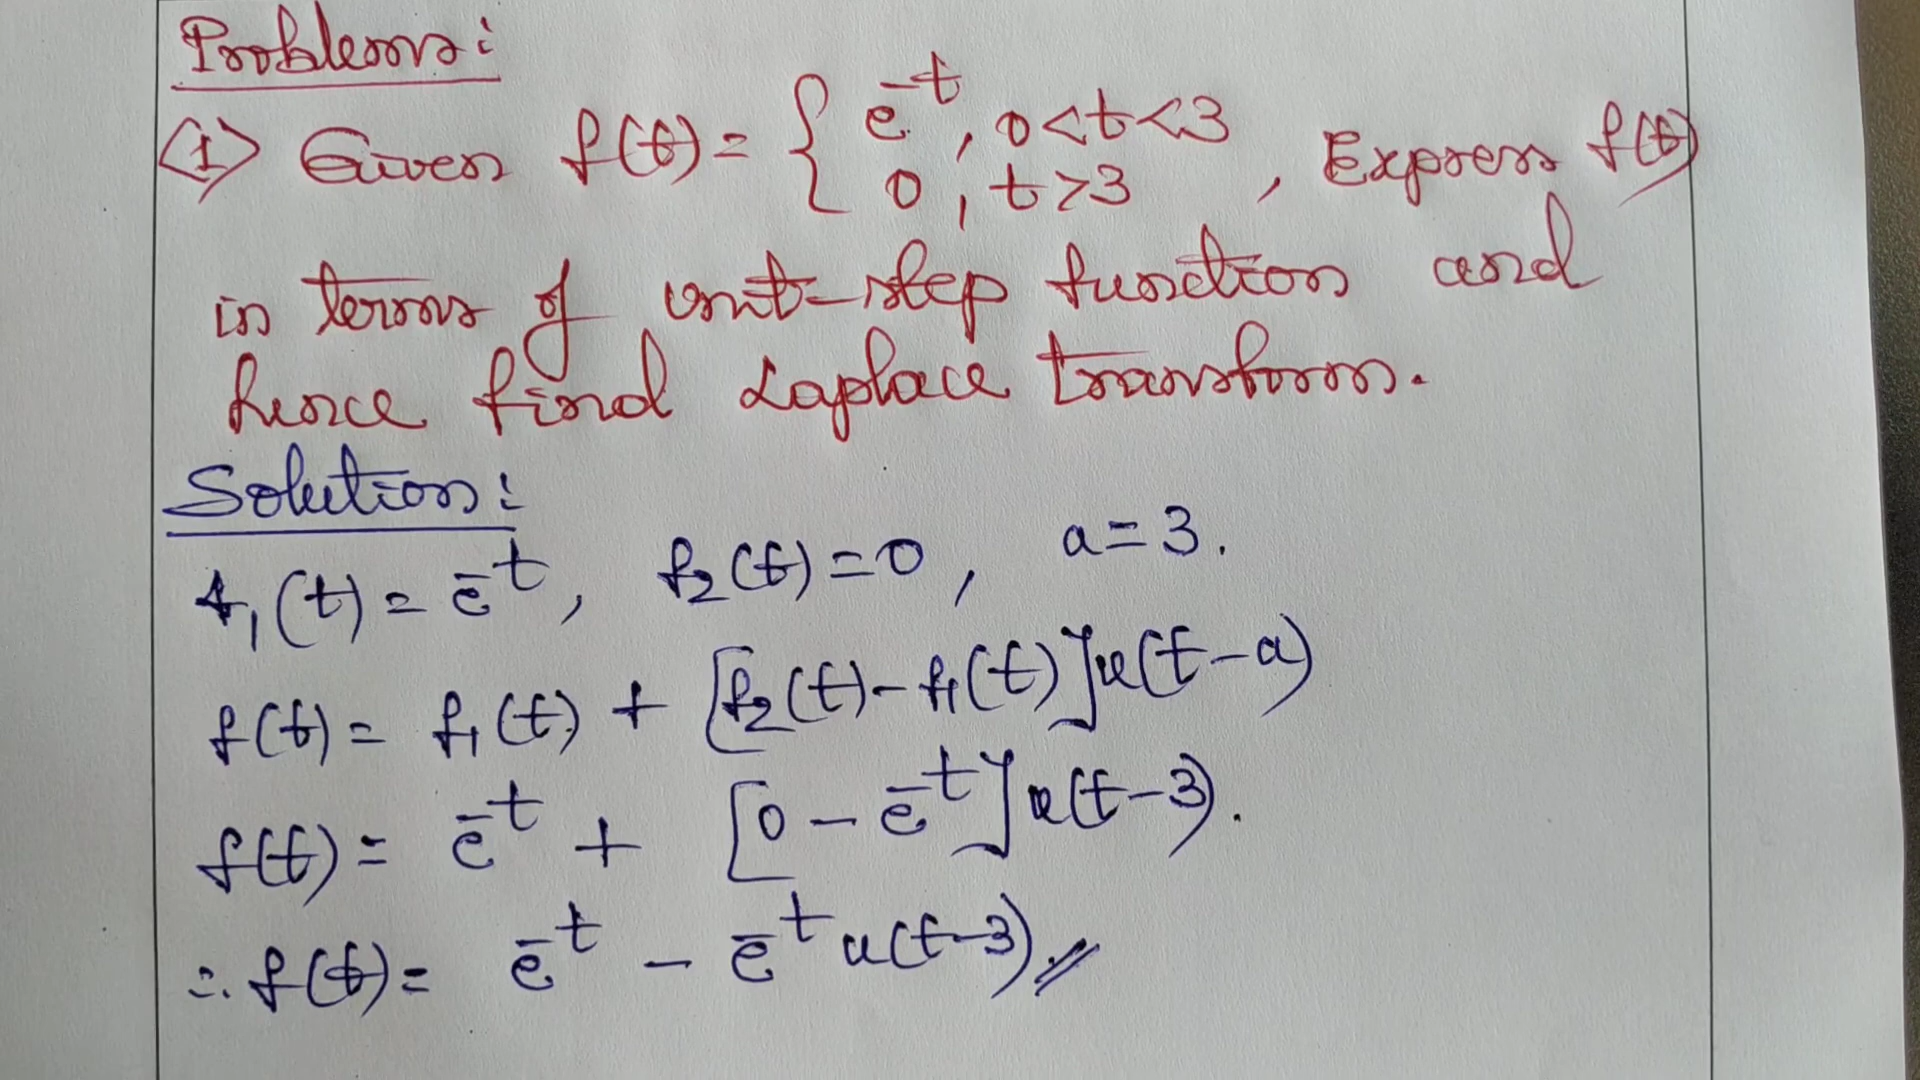 Problems:
<1> Given f(t) = { e^-t, 0<t<3
0, t>3 , Express f(t)
in terms of unit-step function and
hence find Laplace transform.
Solution:
f₁(t) = e^-t, f₂(t) = 0, a = 3.
f(t) = f₁(t) + [f₂(t) - f₁(t)]u(t-a)
f(t) = e^-t + [0 - e^-t]u(t-3).
∴ f(t) = e^-t - e^-t u(t-3).//